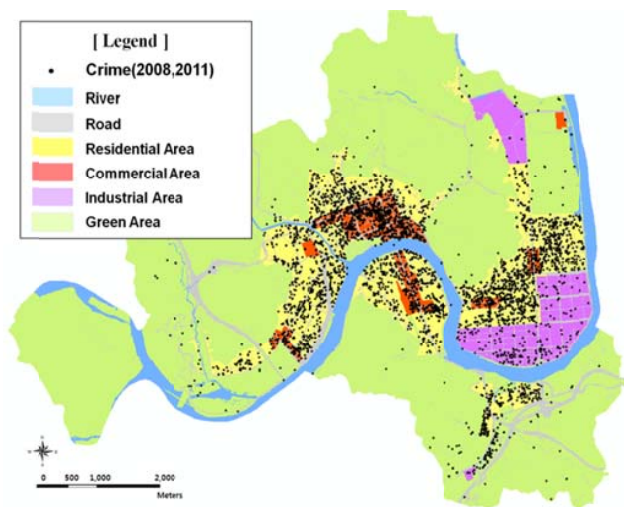 [ Legend ]
Crime(2008,2011)
River
Road
Residential Area
Commercial Area
Industrial Area
Green Area
0 500 1,000 2,000
Meters